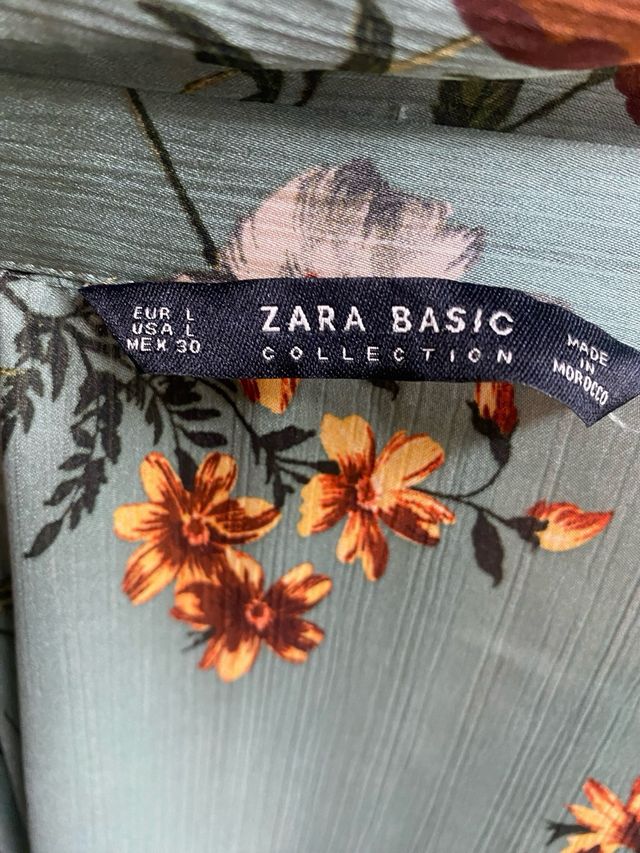 EUR L
USA L
MEX 30
ZARA BASIC
COLLECTION
MADE
IN
MOROCCO